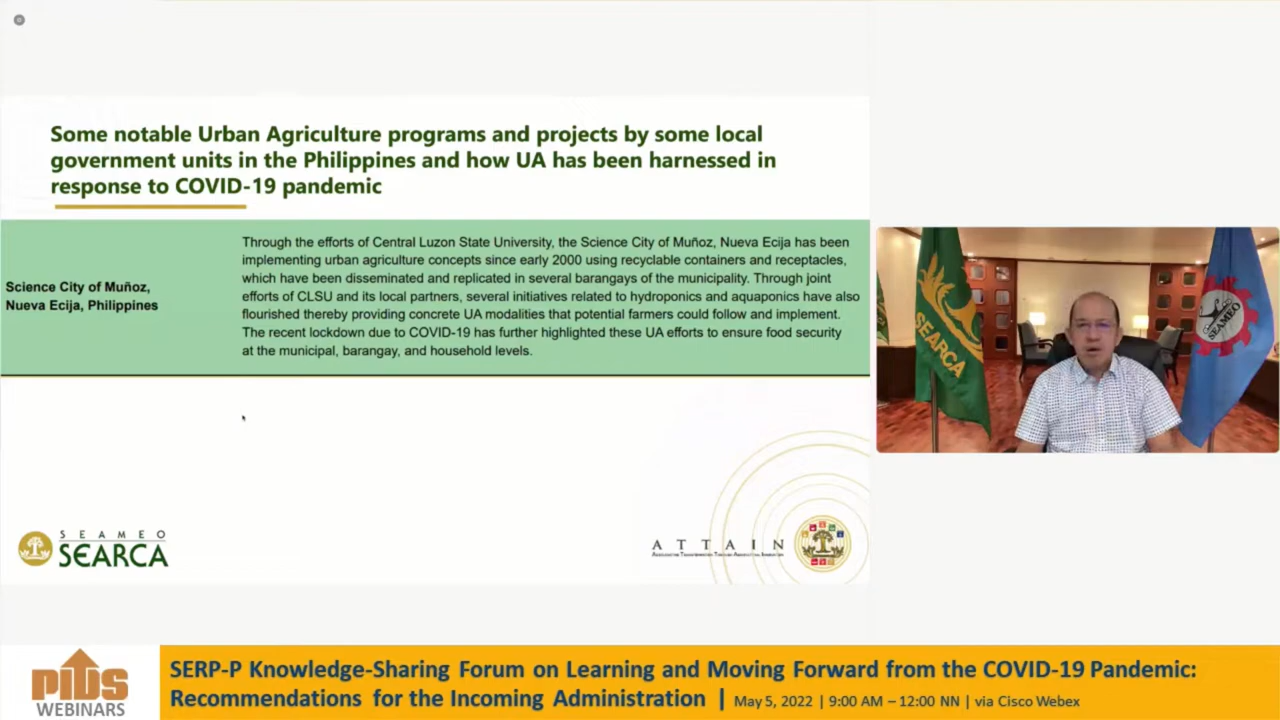 Some notable Urban Agriculture programs and projects by some local
government units in the Philippines and how UA has been harnessed in
response to COVID-19 pandemic
Science City of Muñoz,
Nueva Ecija, Philippines
Through the efforts of Central Luzon State University, the Science City of Muñoz, Nueva Ecija has been
implementing urban agriculture concepts since early 2000 using recyclable containers and receptacles,
which have been disseminated and replicated in several barangays of the municipality. Through joint
efforts of CLSU and its local partners, several initiatives related to hydroponics and aquaponics have also
flourished thereby providing concrete UA modalities that potential farmers could follow and implement.
The recent lockdown due to COVID-19 has further highlighted these UA efforts to ensure food security
at the municipal, barangay, and household levels.
SEARCA
SEAMEO
SEAMEO
SEARCA
ATTAIN
PIDS
WEBINARS
SERP-P Knowledge-Sharing Forum on Learning and Moving Forward from the COVID-19 Pandemic:
Recommendations for the Incoming Administration | May 5, 2022 | 9:00 AM – 12:00 NN | via Cisco Webex